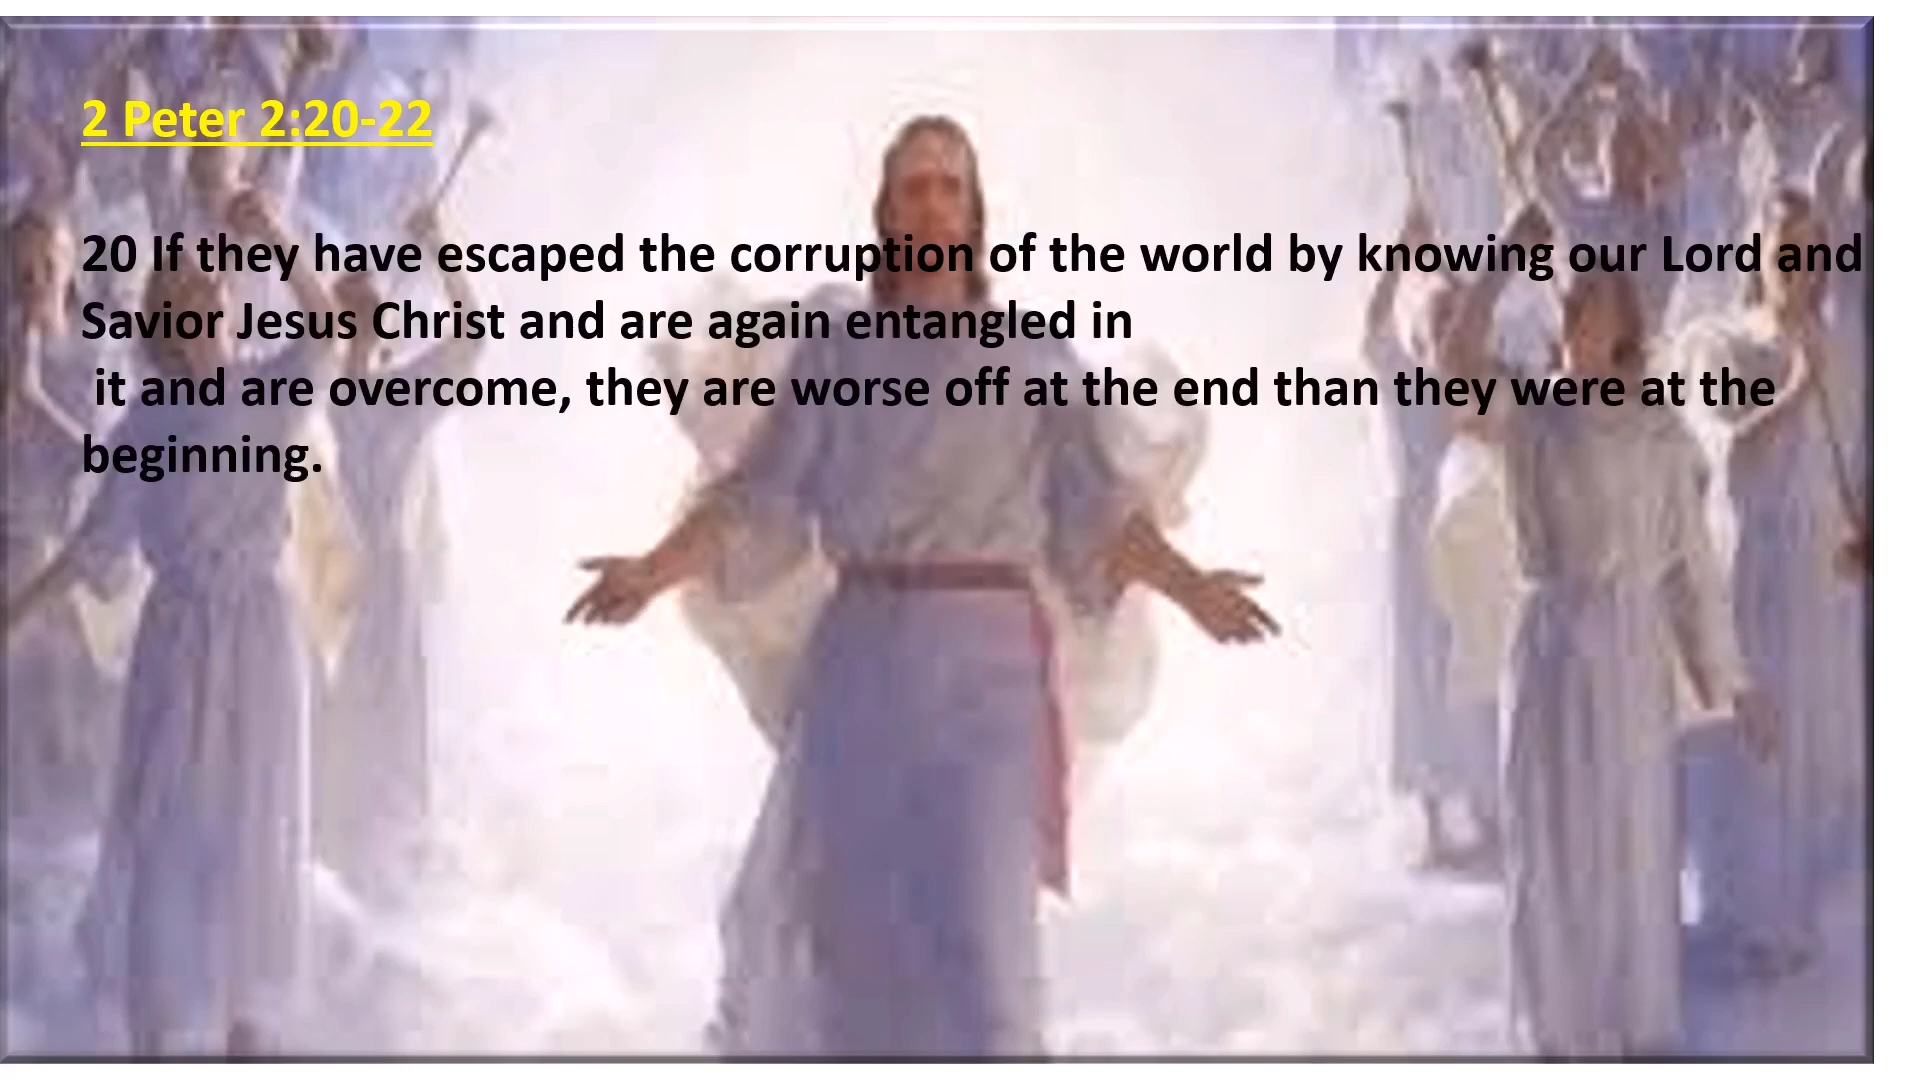 2 Peter 2:20-22
20 If they have escaped the corruption of the world by knowing our Lord and
Savior Jesus Christ and are again entangled in
it and are overcome, they are worse off at the end than they were at the
beginning.